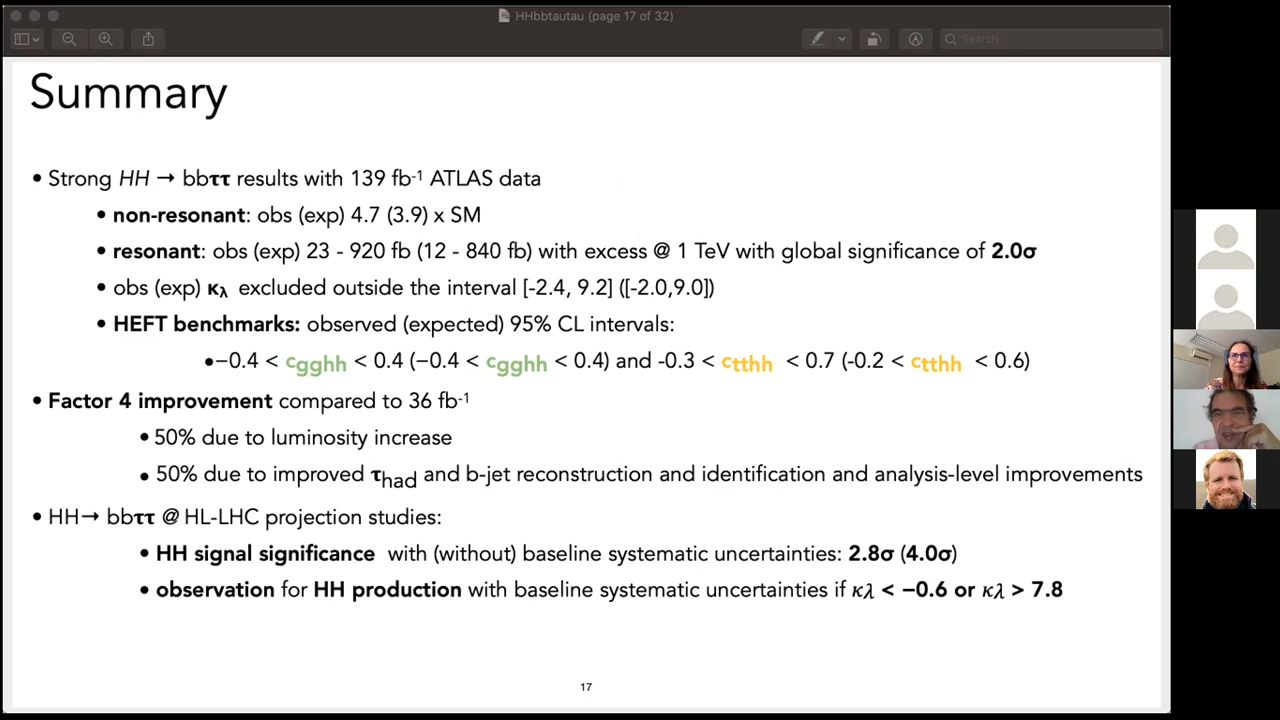 HHbbtautau (page 17 of 32)
Search
Summary
• Strong HH → bbττ results with 139 fb⁻¹ ATLAS data
• non-resonant: obs (exp) 4.7 (3.9) x SM
• resonant: obs (exp) 23 - 920 fb (12 - 840 fb) with excess @ 1 TeV with global significance of 2.0σ
• obs (exp) κλ excluded outside the interval [-2.4, 9.2] ([-2.0,9.0])
• HEFT benchmarks: observed (expected) 95% CL intervals:
•−0.4 < cgghh < 0.4 (−0.4 < cgghh < 0.4) and -0.3 < ctthh < 0.7 (-0.2 < ctthh < 0.6)
• Factor 4 improvement compared to 36 fb⁻¹
• 50% due to luminosity increase
• 50% due to improved τhad and b-jet reconstruction and identification and analysis-level improvements
• HH→ bbττ @ HL-LHC projection studies:
• HH signal significance with (without) baseline systematic uncertainties: 2.8σ (4.0σ)
• observation for HH production with baseline systematic uncertainties if κλ < −0.6 or κλ > 7.8
17